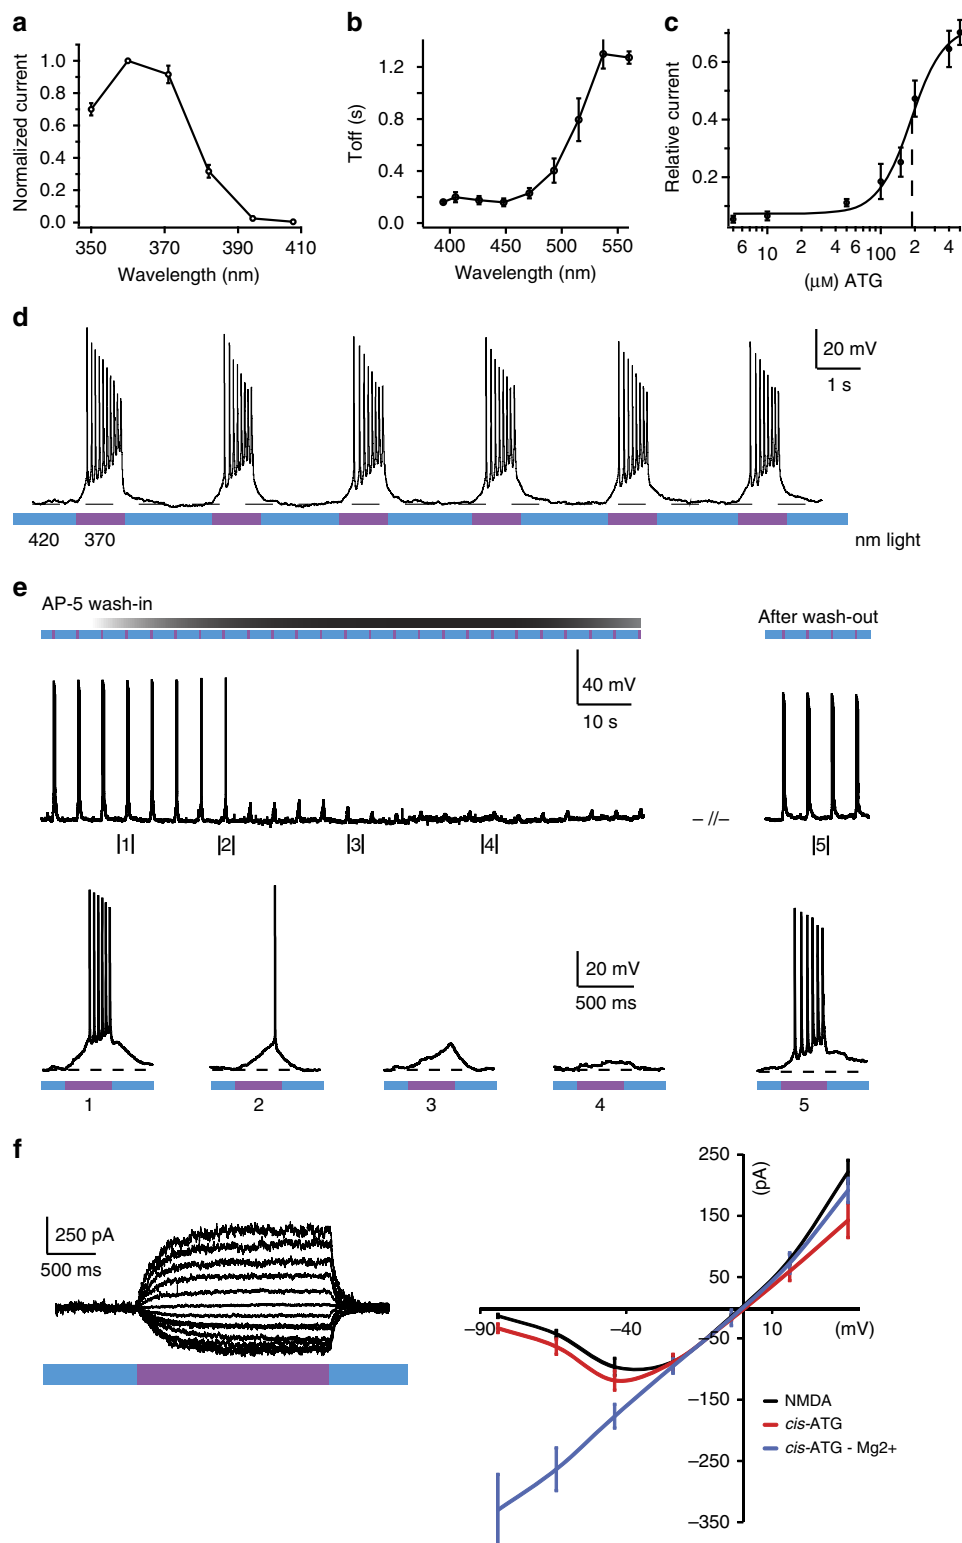 a
Normalized current
1.0
0.8
0.6
0.4
0.2
0.0
350
370
390
410
Wavelength (nm)
b
Toff (s)
1.2
0.8
0.4
0.0
400
450
500
550
Wavelength (nm)
c
Relative current
0.6
0.4
0.2
6
10
2
4
6
100
2
4
(μM) ATG
d
20 mV
1 s
420
370
nm light
e
AP-5 wash-in
After wash-out
40 mV
10 s
– // –
|1|
|2|
|3|
|4|
|5|
20 mV
500 ms
1
2
3
4
5
f
250 pA
500 ms
250
150
50
−50
−150
−250
−350
(pA)
−90
−40
10
(mV)
NMDA
cis-ATG
cis-ATG - Mg2+